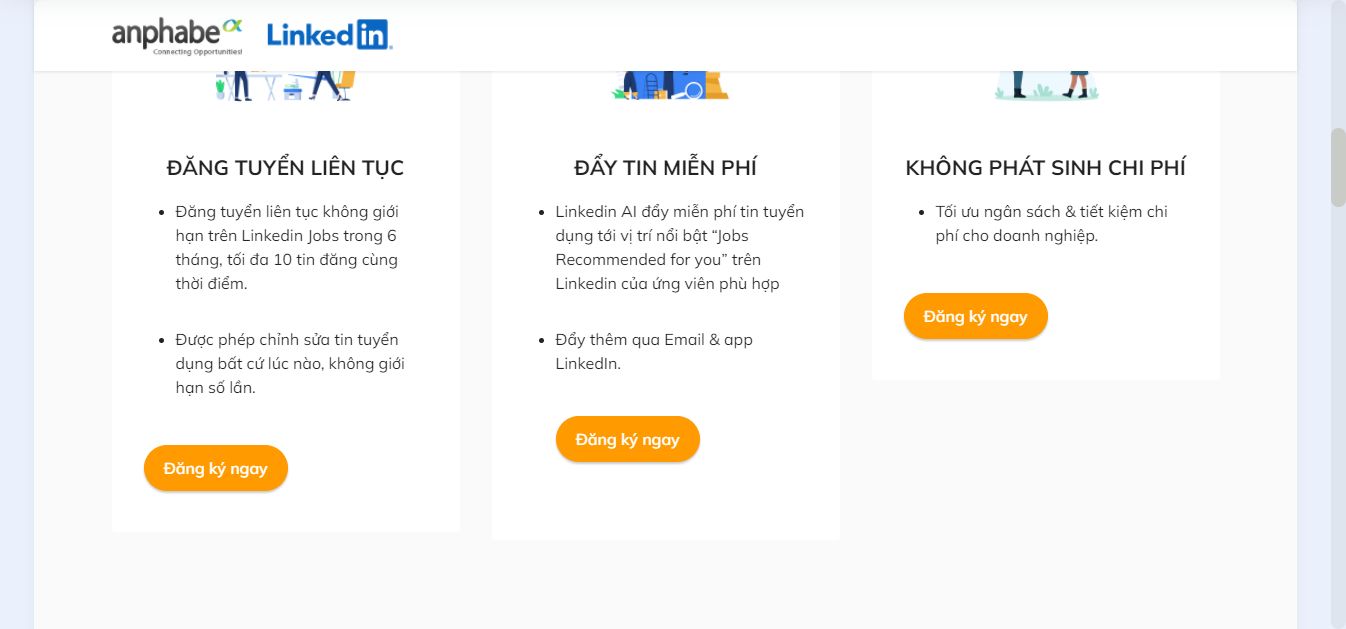 anphabe
Connecting Opportunities!
Linked in
ĐĂNG TUYỂN LIÊN TỤC
Đăng tuyển liên tục không giới
hạn trên Linkedin Jobs trong 6
tháng, tối đa 10 tin đăng cùng
thời điểm.
Được phép chỉnh sửa tin tuyển
dụng bất cứ lúc nào, không giới
hạn số lần.
Đăng ký ngay
ĐẨY TIN MIỄN PHÍ
Linkedin AI đẩy miễn phí tin tuyển
dụng tới vị trí nổi bật “Jobs
Recommended for you” trên
Linkedin của ứng viên phù hợp
Đẩy thêm qua Email & app
LinkedIn.
Đăng ký ngay
KHÔNG PHÁT SINH CHI PHÍ
Tối ưu ngân sách & tiết kiệm chi
phí cho doanh nghiệp.
Đăng ký ngay